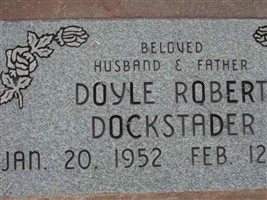 BELOVED
HUSBAND & FATHER
DOYLE ROBERT
DOCKSTADER
JAN. 20, 1952 FEB. 12